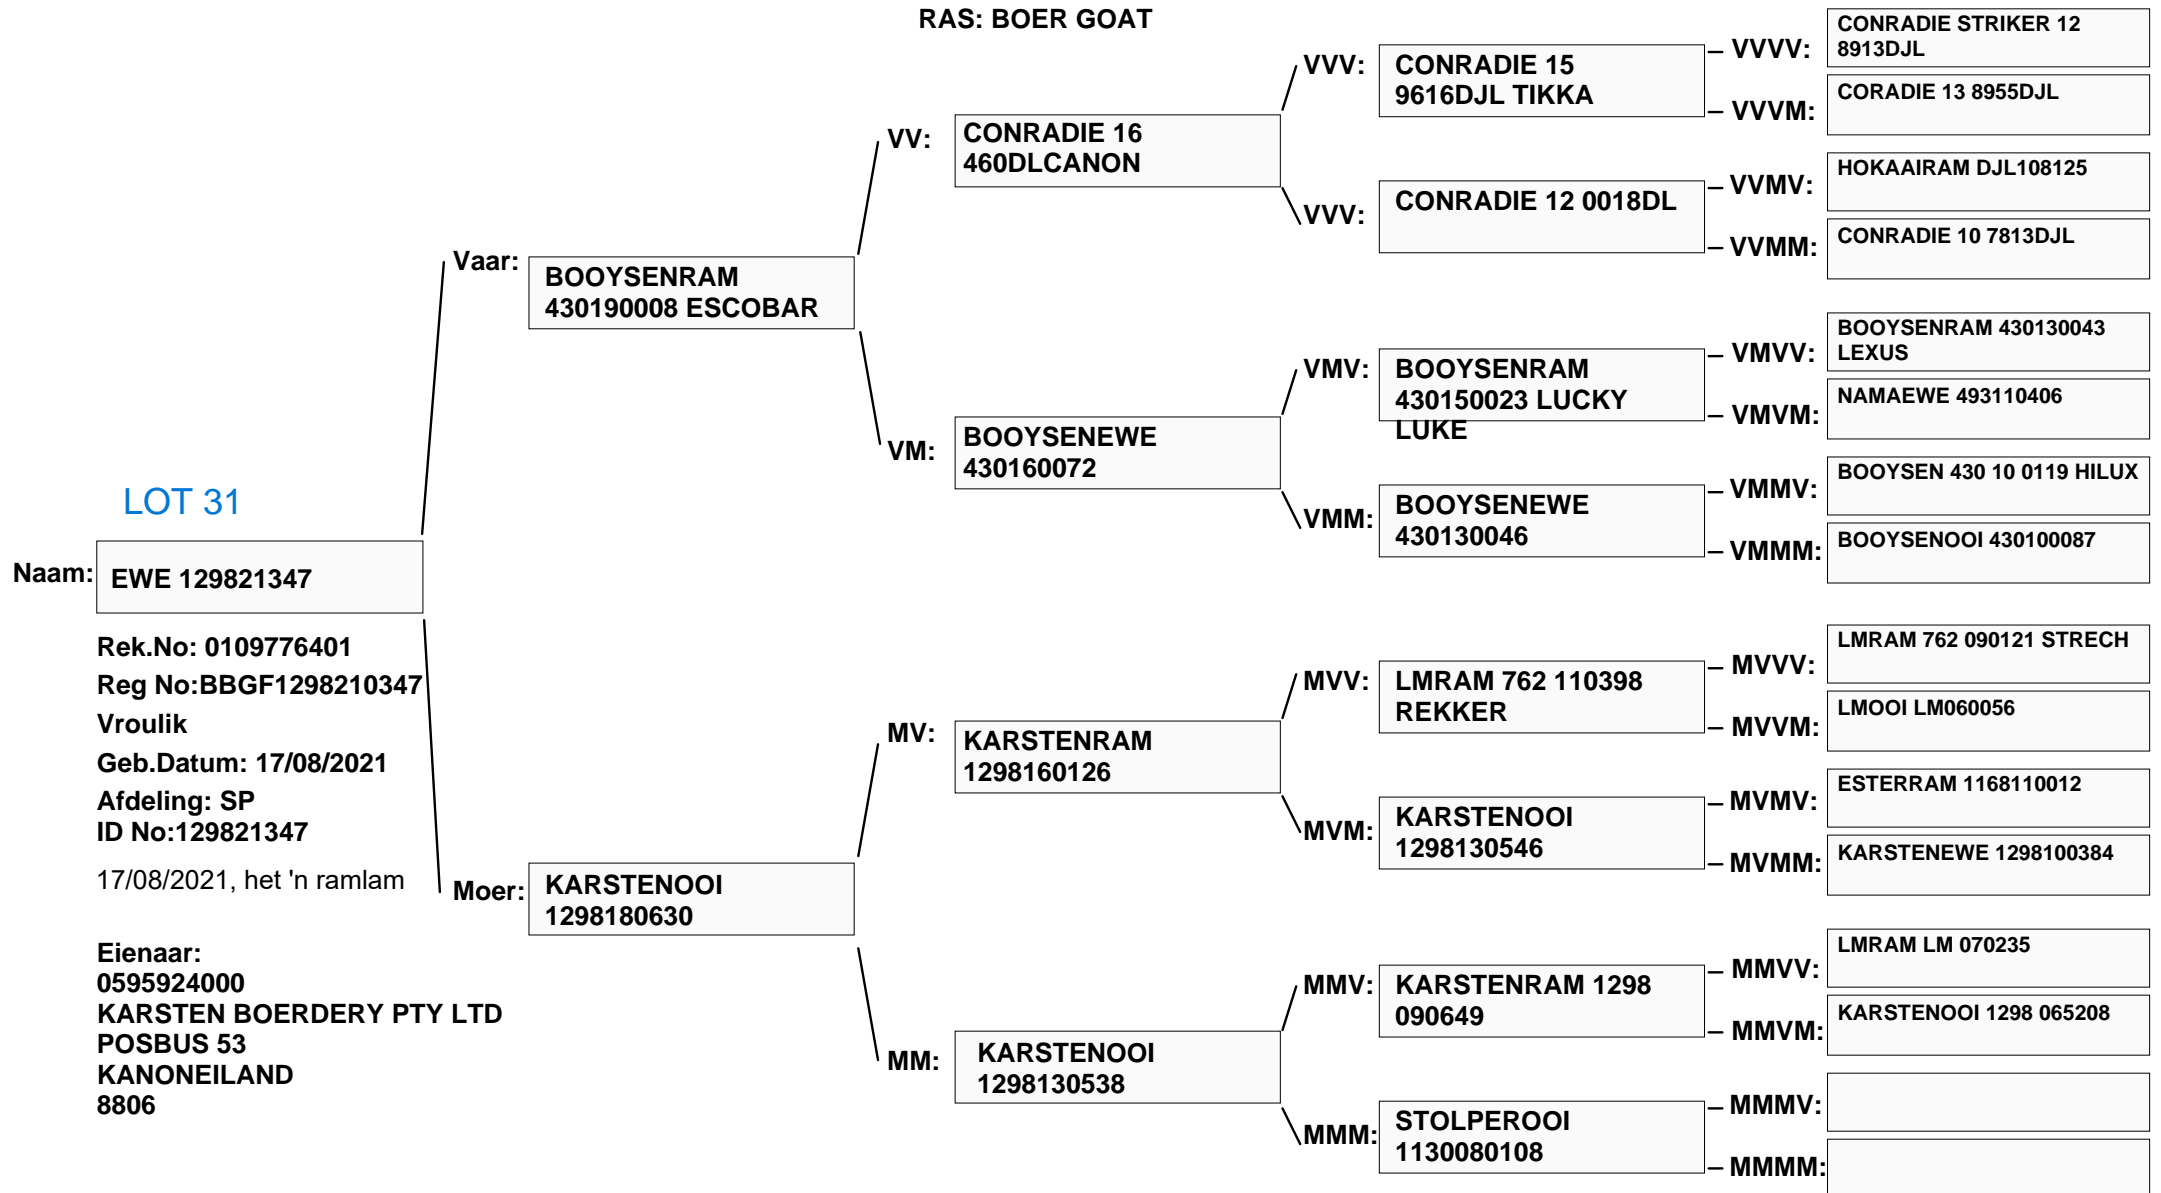 RAS: BOER GOAT
LOT 31
Naam:
EWE 129821347
Rek.No: 0109776401
Reg No:BBGF1298210347
Vroulik
Geb.Datum: 17/08/2021
Afdeling: SP
ID No:129821347
17/08/2021, het 'n ramlam
Eienaar:
0595924000
KARSTEN BOERDERY PTY LTD
POSBUS 53
KANONEILAND
8806
Vaar:
BOOYSENRAM
430190008 ESCOBAR
Moer:
KARSTENOOI
1298180630
VV:
CONRADIE 16
460DLCANON
VM:
BOOYSENEWE
430160072
MV:
KARSTENRAM
1298160126
MM:
KARSTENOOI
1298130538
VVV:
CONRADIE 15
9616DJL TIKKA
VVV:
CONRADIE 12 0018DL
VMV:
BOOYSENRAM
430150023 LUCKY
LUKE
VMM:
BOOYSENEWE
430130046
MVV:
LMRAM 762 110398
REKKER
MVM:
KARSTENOOI
1298130546
MMV:
KARSTENRAM 1298
090649
MMM:
STOLPEROOI
1130080108
VVVV:
CONRADIE STRIKER 12
8913DJL
VVVM:
CORADIE 13 8955DJL
VVMV:
HOKAAIRAM DJL108125
VVMM:
CONRADIE 10 7813DJL
VMVV:
BOOYSENRAM 430130043
LEXUS
VMVM:
NAMAEWE 493110406
VMMV:
BOOYSEN 430 10 0119 HILUX
VMMM:
BOOYSENOOI 430100087
MVVV:
LMRAM 762 090121 STRECH
MVVM:
LMOOI LM060056
MVMV:
ESTERRAM 1168110012
MVMM:
KARSTENEWE 1298100384
MMVV:
LMRAM LM 070235
MMVM:
KARSTENOOI 1298 065208
MMMV:
MMMM: